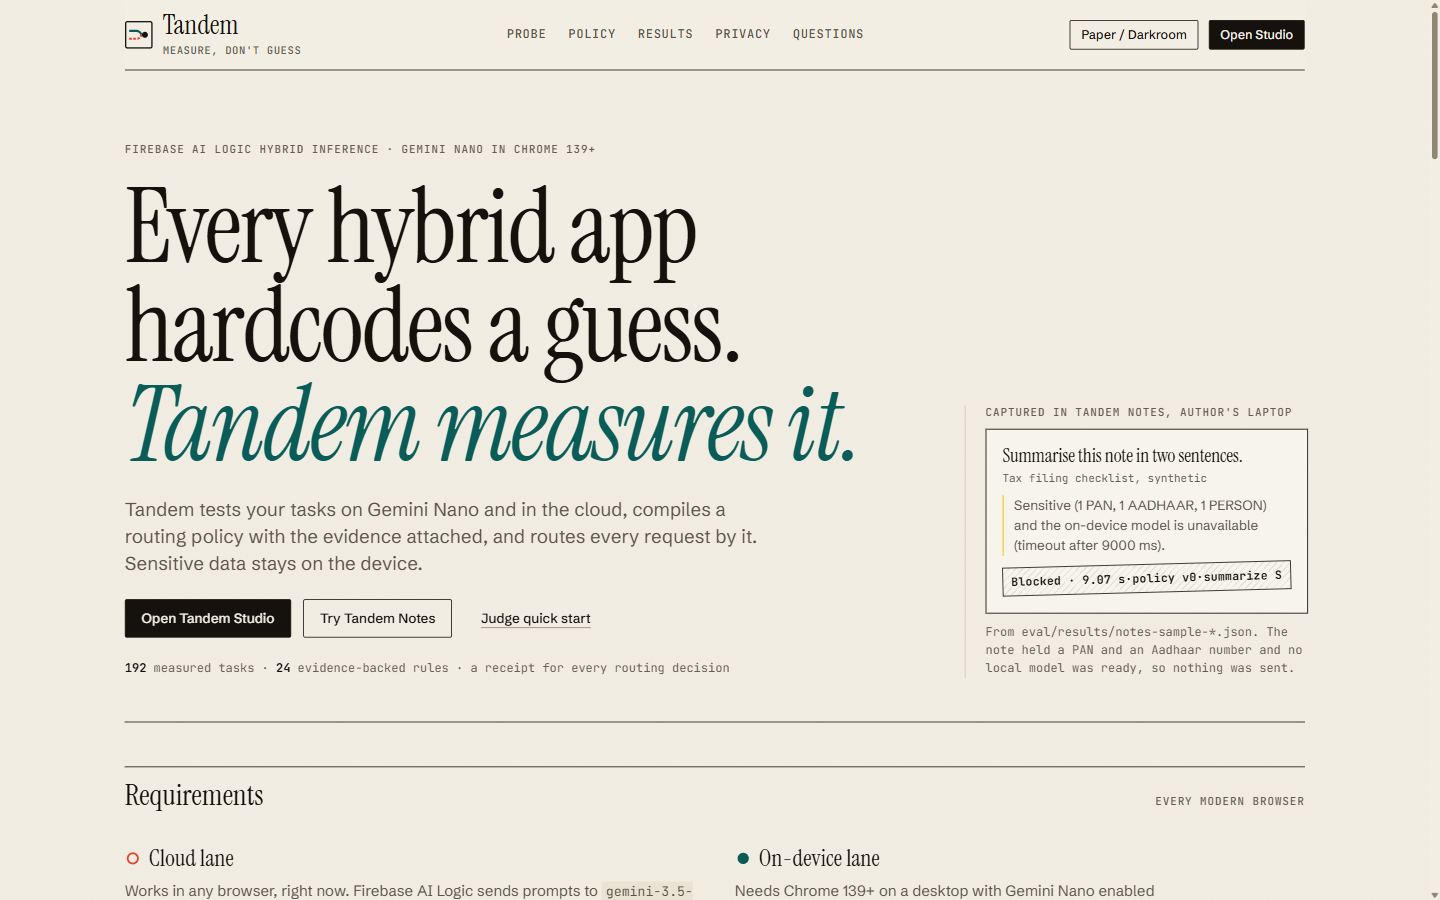 Tandem
MEASURE, DON'T GUESS
PROBE POLICY RESULTS PRIVACY QUESTIONS
Paper / Darkroom
Open Studio
FIREBASE AI LOGIC HYBRID INFERENCE · GEMINI NANO IN CHROME 139+
Every hybrid app
hardcodes a guess.
Tandem measures it.
Tandem tests your tasks on Gemini Nano and in the cloud, compiles a
routing policy with the evidence attached, and routes every request by it.
Sensitive data stays on the device.
Open Tandem Studio
Try Tandem Notes
Judge quick start
192 measured tasks · 24 evidence-backed rules · a receipt for every routing decision
CAPTURED IN TANDEM NOTES, AUTHOR'S LAPTOP
Summarise this note in two sentences.
Tax filing checklist, synthetic
Sensitive (1 PAN, 1 AADHAAR, 1 PERSON)
and the on-device model is unavailable
(timeout after 9000 ms).
Blocked · 9.07 s·policy v0·summarize S
From eval/results/notes-sample-*.json. The
note held a PAN and an Aadhaar number and no
local model was ready, so nothing was sent.
Requirements
EVERY MODERN BROWSER
Cloud lane
Works in any browser, right now. Firebase AI Logic sends prompts to gemini-3.5-
On-device lane
Needs Chrome 139+ on a desktop with Gemini Nano enabled